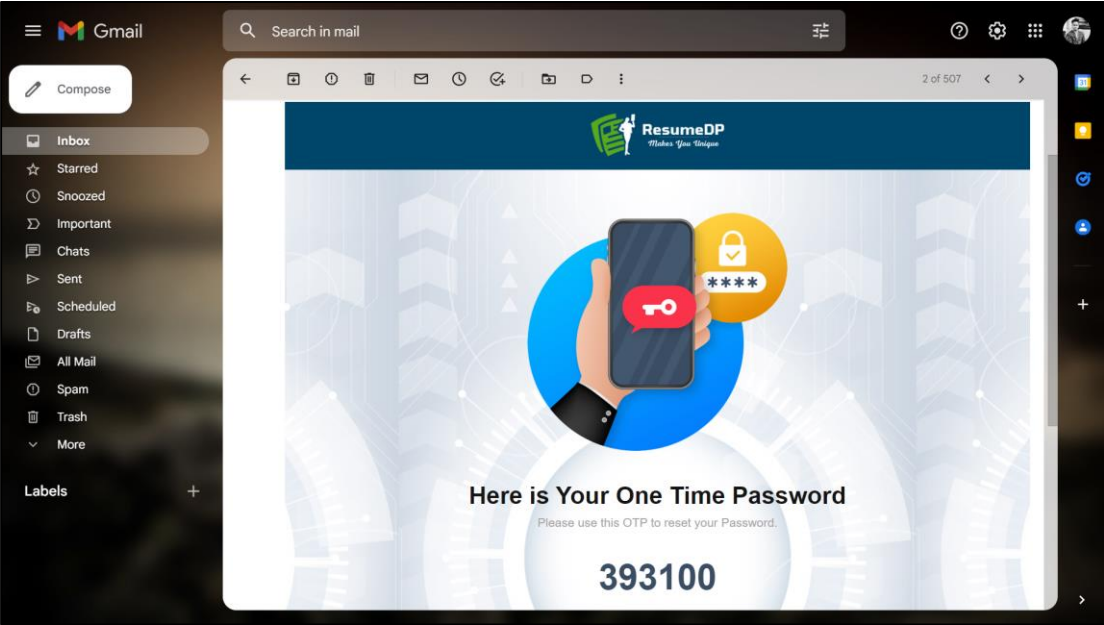 Gmail
Search in mail
Compose
2 of 507
Inbox
Starred
Snoozed
Important
Chats
Sent
Scheduled
Drafts
All Mail
Spam
Trash
More
Labels
31
ResumeDP
Makes You Unique
****
Here is Your One Time Password
Please use this OTP to reset your Password.
393100